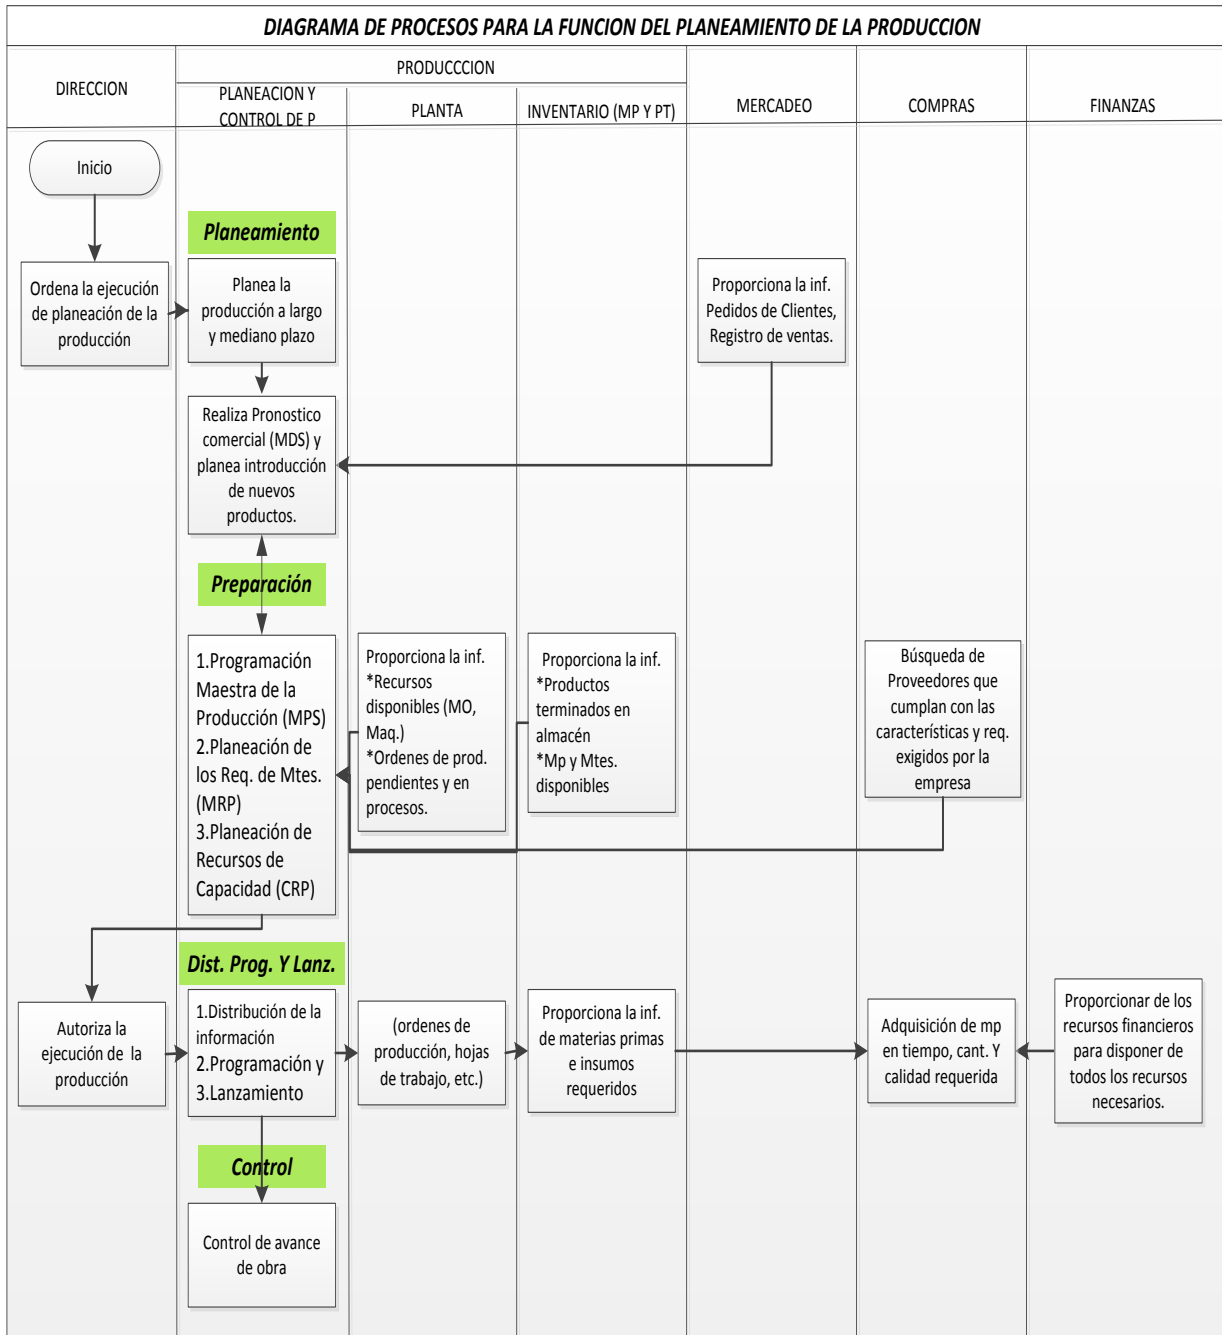 DIAGRAMA DE PROCESOS PARA LA FUNCION DEL PLANEAMIENTO DE LA PRODUCCION
DIRECCION
PRODUCCCION
PLANEACION Y
CONTROL DE P
PLANTA
INVENTARIO (MP Y PT)
MERCADEO
COMPRAS
FINANZAS
Inicio
Planeamiento
Ordena la ejecución
de planeación de la
producción
Planea la
producción a largo
y mediano plazo
Proporciona la inf.
Pedidos de Clientes,
Registro de ventas.
Realiza Pronostico
comercial (MDS) y
planea introducción
de nuevos
productos.
Preparación
1.Programación
Maestra de la
Producción (MPS)
2.Planeación de
los Req. de Mtes.
(MRP)
3.Planeación de
Recursos de
Capacidad (CRP)
Proporciona la inf.
*Recursos
disponibles (MO,
Maq.)
*Ordenes de prod.
pendientes y en
procesos.
Proporciona la inf.
*Productos
terminados en
almacén
*Mp y Mtes.
disponibles
Búsqueda de
Proveedores que
cumplan con las
características y req.
exigidos por la
empresa
Dist. Prog. Y Lanz.
Autoriza la
ejecución de la
producción
1.Distribución de la
información
2.Programación y
3.Lanzamiento
(ordenes de
producción, hojas
de trabajo, etc.)
Proporciona la inf.
de materias primas
e insumos
requeridos
Adquisición de mp
en tiempo, cant. Y
calidad requerida
Proporcionar de los
recursos financieros
para disponer de
todos los recursos
necesarios.
Control
Control de avance
de obra